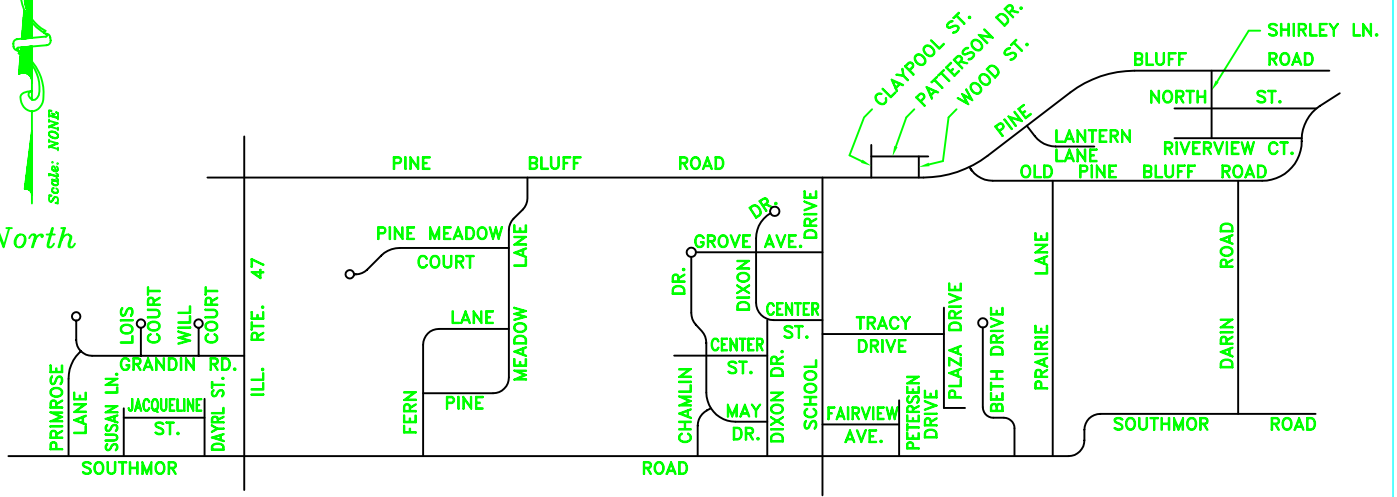 SHIRLEY LN.
CLAYPOOL ST.
PATTERSON DR.
WOOD ST.
BLUFF ROAD
PINE
NORTH ST.
LANTERN
LANE
RIVERVIEW CT.
Scale: NONE
North
PINE BLUFF ROAD
OLD PINE BLUFF ROAD
PINE MEADOW
COURT
LANE
MEADOW
LANE
FERN
PINE
DR.
GROVE AVE.
DIXON
DRIVE
SCHOOL
DR.
CHAMLIN
CENTER
ST.
CENTER
ST.
MAY
DR.
DIXON DR.
TRACY
DRIVE
PLAZA DRIVE
BETH DRIVE
FAIRVIEW
AVE.
PETERSEN
DRIVE
LANE
PRAIRIE
ROAD
DARIN
ILL. RTE. 47
LOIS
COURT
WILL
COURT
GRANDIN RD.
PRIMROSE
LANE
SUSAN LN.
JACQUELINE
ST.
DAYRL ST.
SOUTHMOR ROAD
SOUTHMOR ROAD